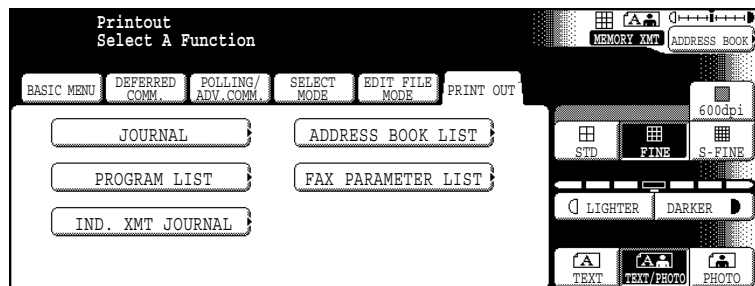 Printout
Select A Function
MEMORY XMT
ADDRESS BOOK
BASIC MENU
DEFERRED
COMM.
POLLING/
ADV.COMM.
SELECT
MODE
EDIT FILE
MODE
PRINT OUT
600dpi
JOURNAL
ADDRESS BOOK LIST
STD
FINE
S-FINE
PROGRAM LIST
FAX PARAMETER LIST
LIGHTER
DARKER
IND. XMT JOURNAL
A
A
A
TEXT
TEXT/PHOTO
PHOTO